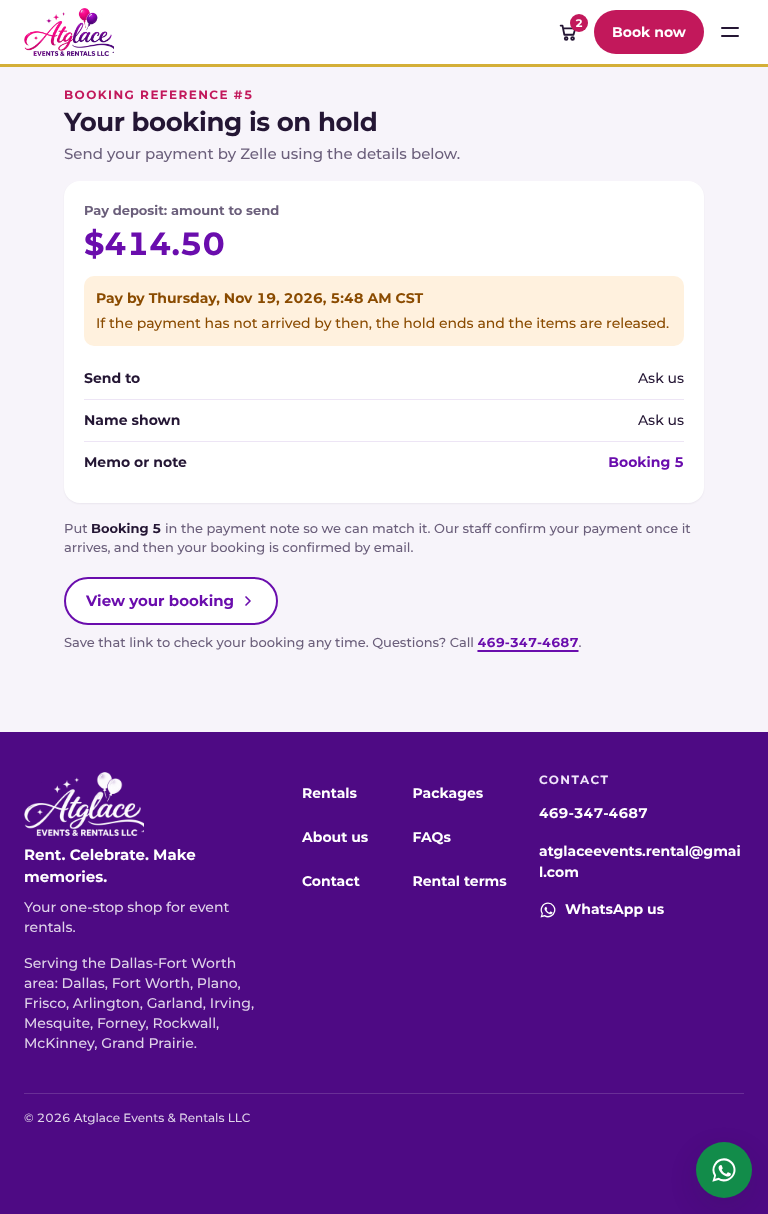 Atglace
EVENTS & RENTALS LLC
2
Book now
BOOKING REFERENCE #5
Your booking is on hold
Send your payment by Zelle using the details below.
Pay deposit: amount to send
$414.50
Pay by Thursday, Nov 19, 2026, 5:48 AM CST
If the payment has not arrived by then, the hold ends and the items are released.
Send to Ask us
Name shown Ask us
Memo or note Booking 5
Put Booking 5 in the payment note so we can match it. Our staff confirm your payment once it
arrives, and then your booking is confirmed by email.
View your booking
Save that link to check your booking any time. Questions? Call 469-347-4687.
Atglace
EVENTS & RENTALS LLC
Rent. Celebrate. Make
memories.
Your one-stop shop for event
rentals.
Serving the Dallas-Fort Worth
area: Dallas, Fort Worth, Plano,
Frisco, Arlington, Garland, Irving,
Mesquite, Forney, Rockwall,
McKinney, Grand Prairie.
Rentals
About us
Contact
Packages
FAQs
Rental terms
CONTACT
469-347-4687
atglaceevents.rental@gmai
l.com
WhatsApp us
© 2026 Atglace Events & Rentals LLC